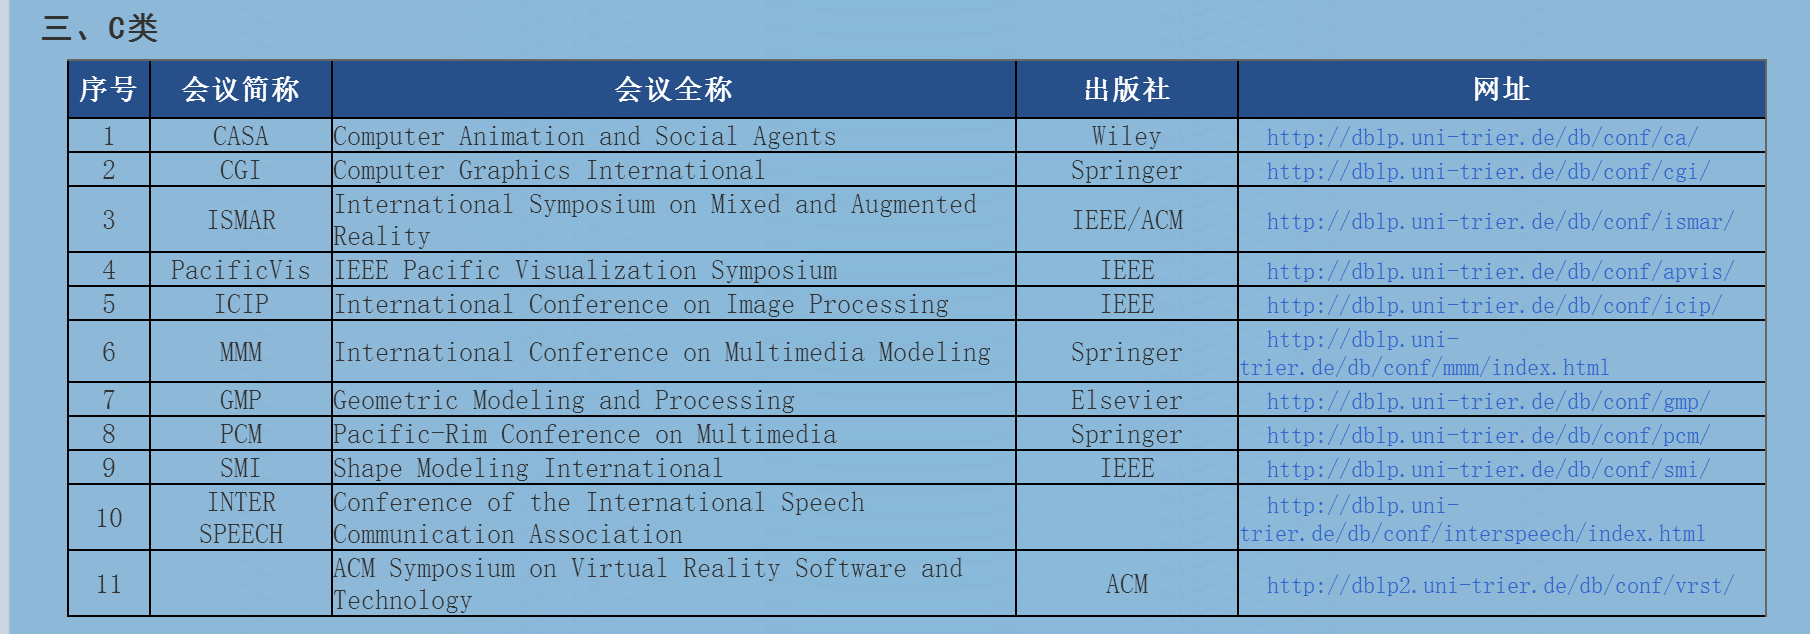 三、C类
序号 会议简称 会议全称 出版社 网址
1 CASA Computer Animation and Social Agents Wiley http://dblp.uni-trier.de/db/conf/ca/
2 CGI Computer Graphics International Springer http://dblp.uni-trier.de/db/conf/cgi/
3 ISMAR International Symposium on Mixed and Augmented
Reality IEEE/ACM http://dblp.uni-trier.de/db/conf/ismar/
4 PacificVis IEEE Pacific Visualization Symposium IEEE http://dblp.uni-trier.de/db/conf/apvis/
5 ICIP International Conference on Image Processing IEEE http://dblp.uni-trier.de/db/conf/icip/
6 MMM International Conference on Multimedia Modeling Springer http://dblp.uni-
trier.de/db/conf/mmm/index.html
7 GMP Geometric Modeling and Processing Elsevier http://dblp.uni-trier.de/db/conf/gmp/
8 PCM Pacific-Rim Conference on Multimedia Springer http://dblp.uni-trier.de/db/conf/pcm/
9 SMI Shape Modeling International IEEE http://dblp.uni-trier.de/db/conf/smi/
10 INTER
SPEECH Conference of the International Speech
Communication Association http://dblp.uni-
trier.de/db/conf/interspeech/index.html
11 ACM Symposium on Virtual Reality Software and
Technology ACM http://dblp2.uni-trier.de/db/conf/vrst/